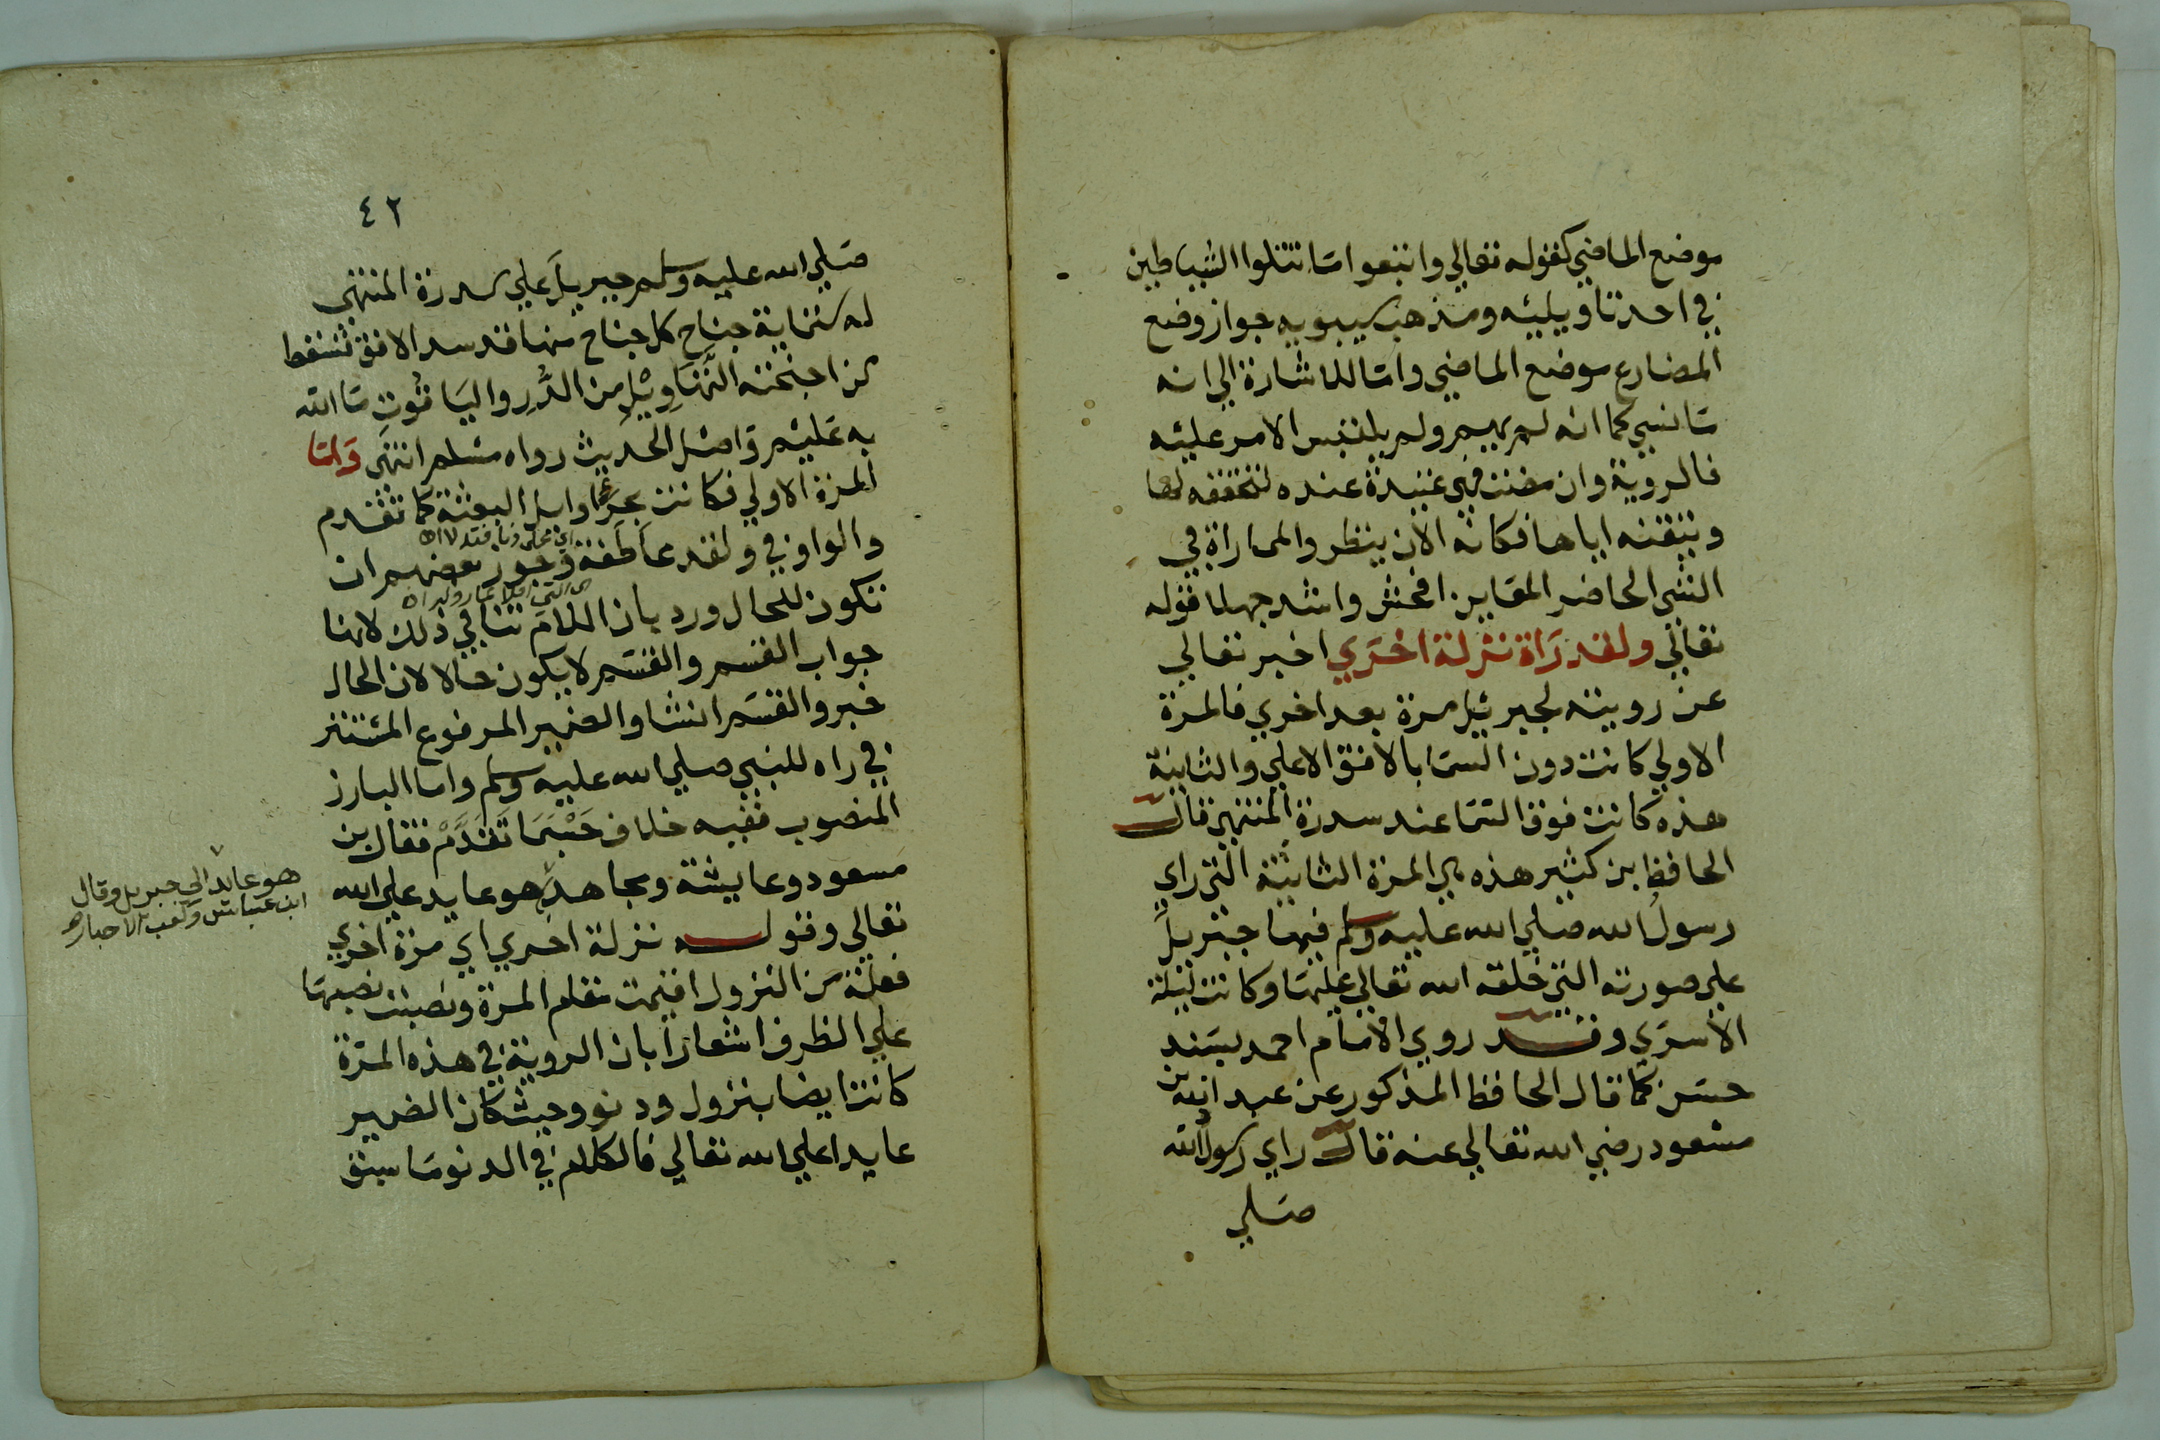 موضع الماضي كقوله تعالي واتبعوا ما تتلوا الشياطين
في احد تاويليه ومذهب سيبويه جواز وضع
المضارع موضع الماضي واما للاشارة الي انه
ما نسي كما انه لم يهم ولم يلتبس الامر عليه
فالروية وان مضت فهي عتيدة عنده لتحققه لها
وتيقنه اياها فكانه الان ينظر والمماراة في
الشي الحاضر المعاين افحش واشد جهلا قوله
تعالي ولقد راه نزلة اخري اخبر تعالي
عن رويته لجبريل مرة بعد اخري فالمرة
الاولي كانت دون السما بالافق الاعلي والثانية
هذه كانت فوق السما عند سدرة المنتهي قال
الحافظ بن كثير هذه هي المرة الثانية التي راي
رسول الله صلي الله عليه وسلم فيها جبريل
علي صورته التي خلقه الله تعالي عليها وكانت ليلة
الاسري وقد روي الامام احمد بسند
حسن كما قال الحافظ المذكور عن عبد الله بن
مسعود رضي الله تعالي عنه قال راي رسول الله
صلي
٤٢
صلي الله عليه وسلم جبريل علي سدرة المنتهي
له ستماية جناح كل جناح منها قد سد الافق تسقط
من اجنحته التهاويل من الدر والياقوت ما الله
به عليم واصل الحديث رواه مسلم انتهي واما
المرة الاولي فكانت بحرا اوايل البعثة كما تقدم
والواو في ولقد عاطفة وجوز بعضهم ان
تكون للحال ورد بان اللام تنافي ذلك لانها
جواب القسم والقسم لا يكون حالا لان الحال
خبر والقسم انشا والضمير المرفوع المستتر
في راه للنبي صلي الله عليه وسلم واما البارز
المنصوب ففيه خلاف حسبما تقدم فقال بن
مسعود وعايشة ومجاهد هو عايد علي الله
هو عايد الي جبريل وقال
ابن عباس وكعب الاحبار
تعالي وقوله نزلة اخري اي مرة اخري
فعلة من النزول اقيمت مقام المرة ونصبت نصبها
علي الظرف اشعارا بان الروية في هذه المرة
كانت ايضا بنزول ودنو وحيث كان الضمير
عايدا علي الله تعالي فالكلام في الدنو ما سبق